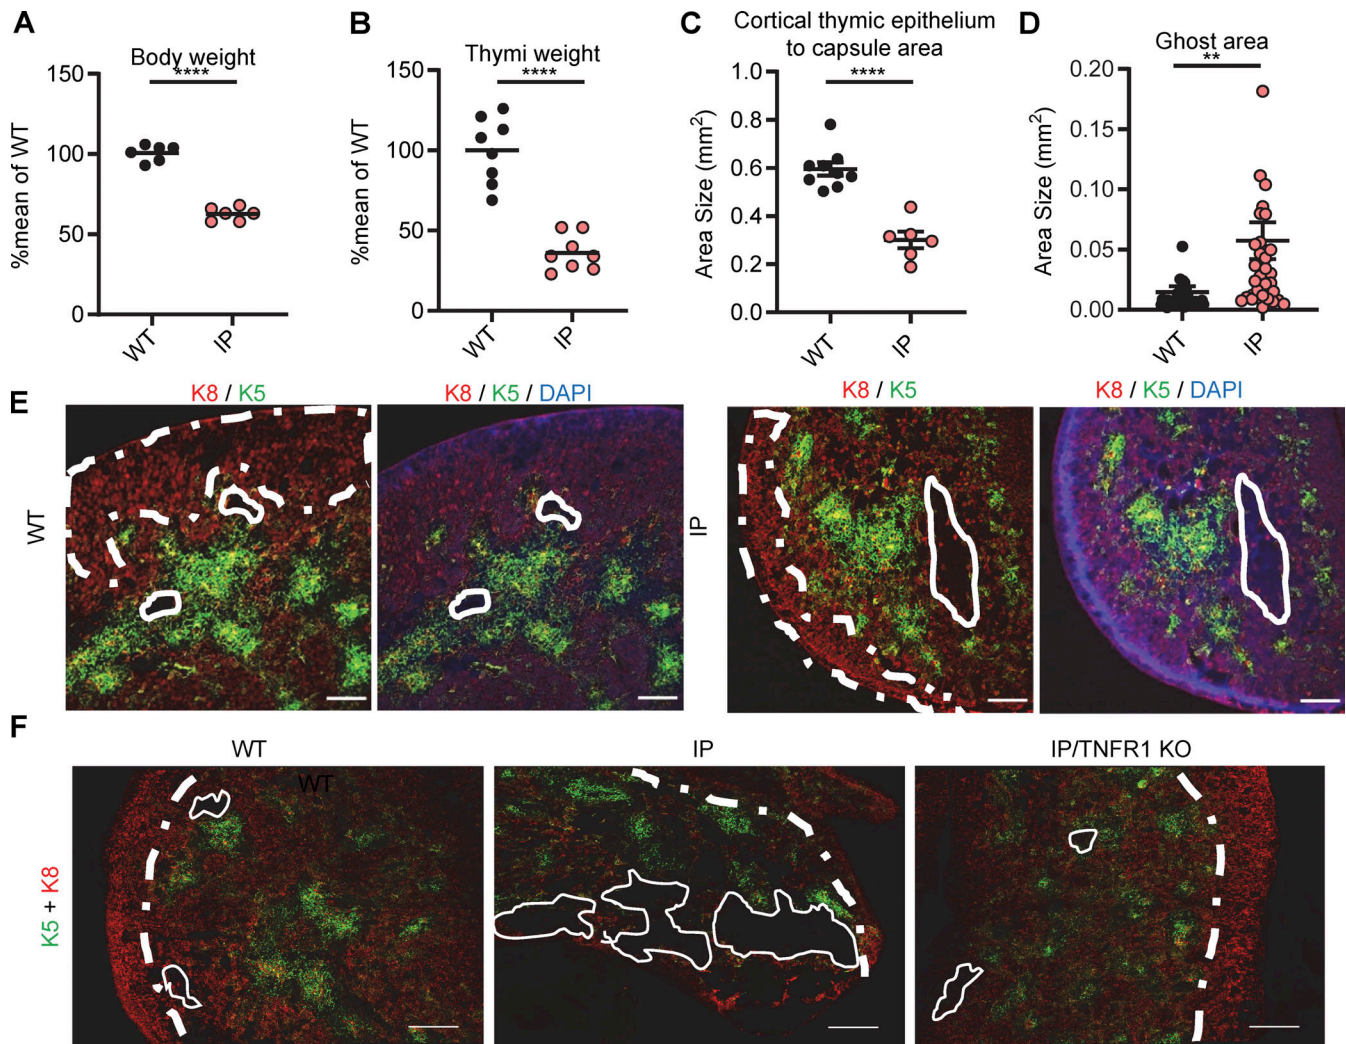 A
Body weight
****
%mean of WT
150
100
50
0
WT
IP
B
Thymi weight
****
%mean of WT
150
100
50
0
WT
IP
C
Cortical thymic epithelium
to capsule area
****
Area Size (mm²)
1.0
0.8
0.6
0.4
0.2
0.0
WT
IP
D
Ghost area
**
Area Size (mm²)
0.20
0.15
0.10
0.05
0.00
WT
IP
E
K8 / K5
K8 / K5 / DAPI
K8 / K5
K8 / K5 / DAPI
WT
IP
F
WT
IP
IP/TNFR1 KO
WT
K5 + K8